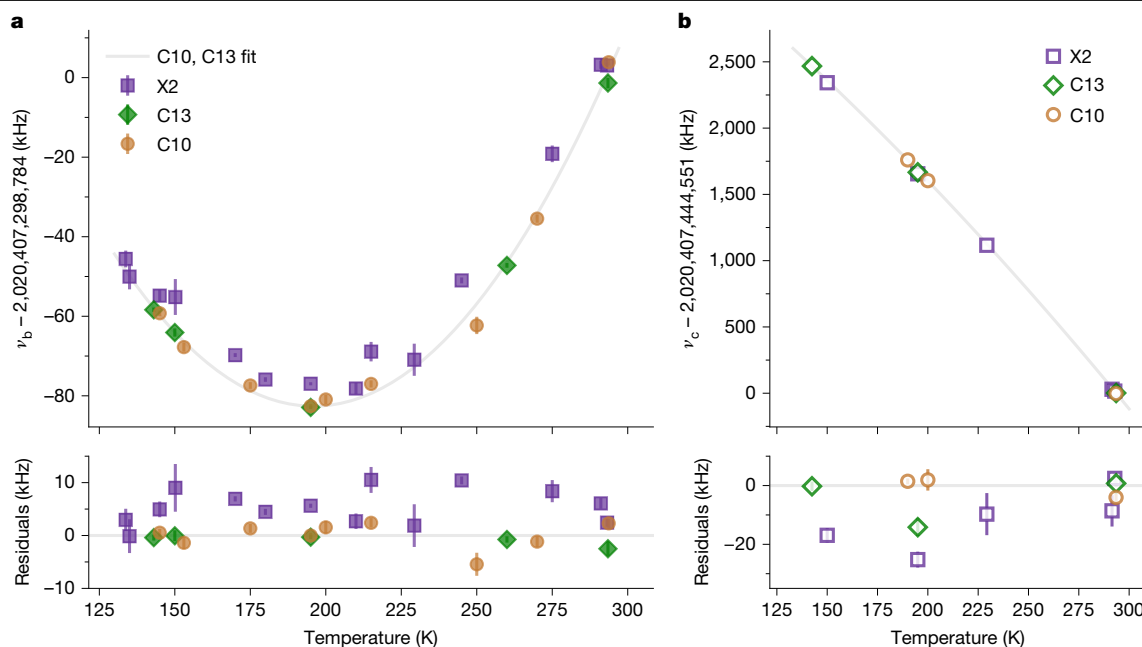 a
C10, C13 fit
X2
C13
C10
0
−20
−40
−60
−80
νb − 2,020,407,298,784 (kHz)
10
5
0
−10
Residuals (kHz)
125 150 175 200 225 250 275 300
Temperature (K)
b
X2
C13
C10
2,500
2,000
1,500
1,000
500
0
νc − 2,020,407,444,551 (kHz)
0
−20
Residuals (kHz)
125 150 175 200 225 250 275 300
Temperature (K)